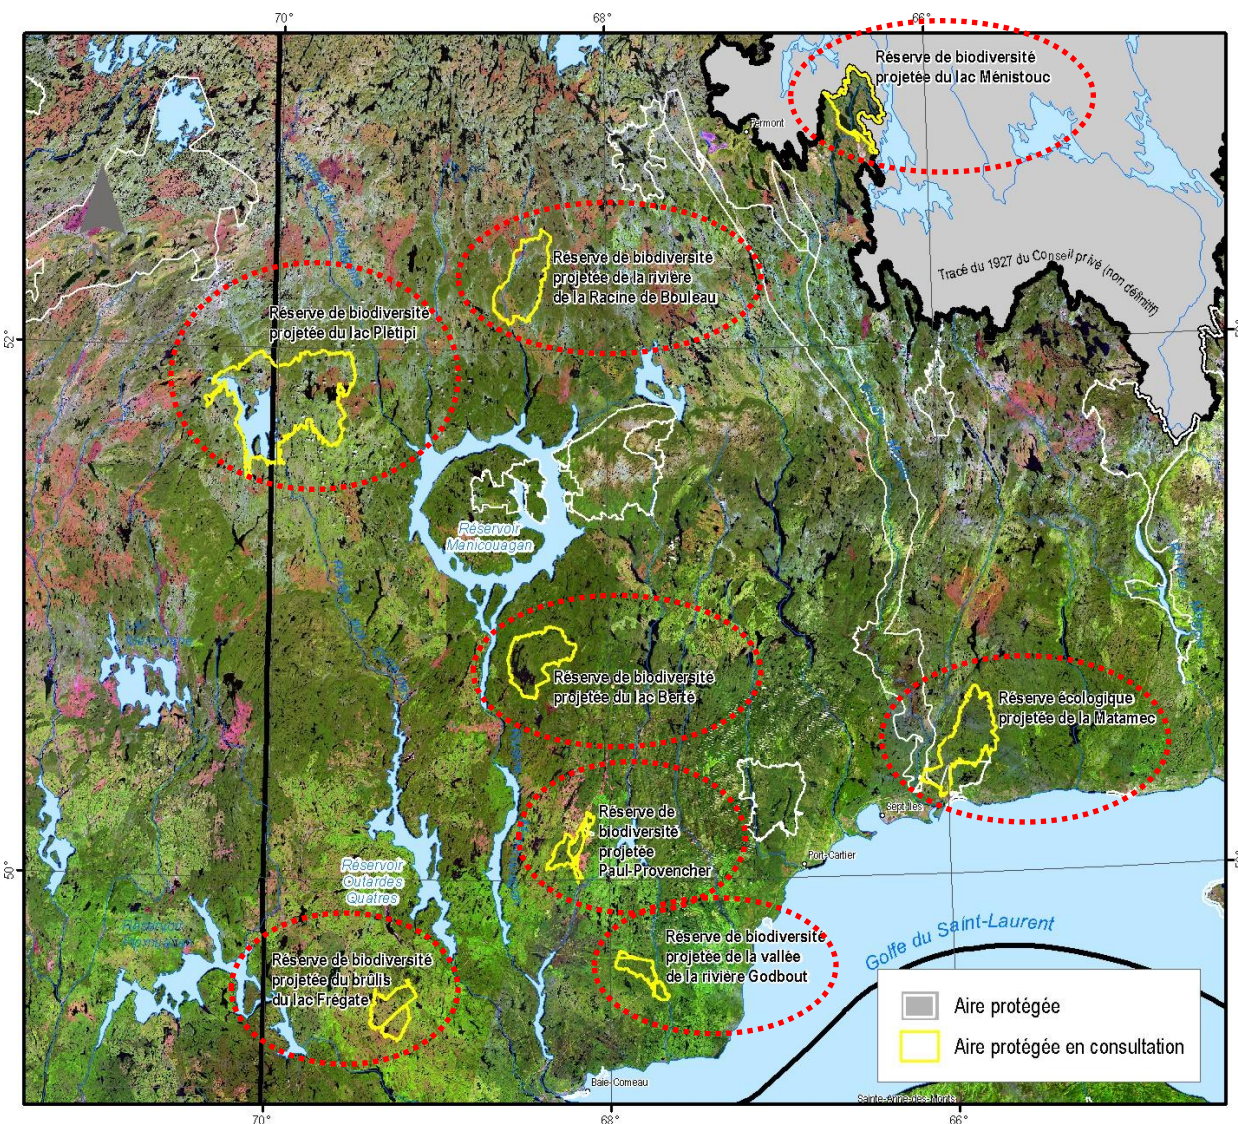 70°
68°
66°
Réserve de biodiversité
projetée du lac Ménistouc
Fermont
Réserve de biodiversité
projetée de la rivière
de la Racine de Bouleau
Tracé du 1927 du Conseil privé (non définitif)
Réserve de biodiversité
projetée du lac Plétipi
52°
Réservoir
Manicouagan
Réserve de biodiversité
projetée du lac Berté
Réserve écologique
projetée de la Matamec
Sept-Îles
Réserve de
biodiversité
projetée
Paul-Provencher
Port-Cartier
50°
Réservoir
Outardes
Quatres
Golfe du Saint-Laurent
Réserve de biodiversité
projetée de la vallée
de la rivière Godbout
Réserve de biodiversité
projetée du brûlis
du lac Frégate
Aire protégée
Aire protégée en consultation
Baie-Comeau
Sainte-Anne-des-Monts
70°
68°
66°